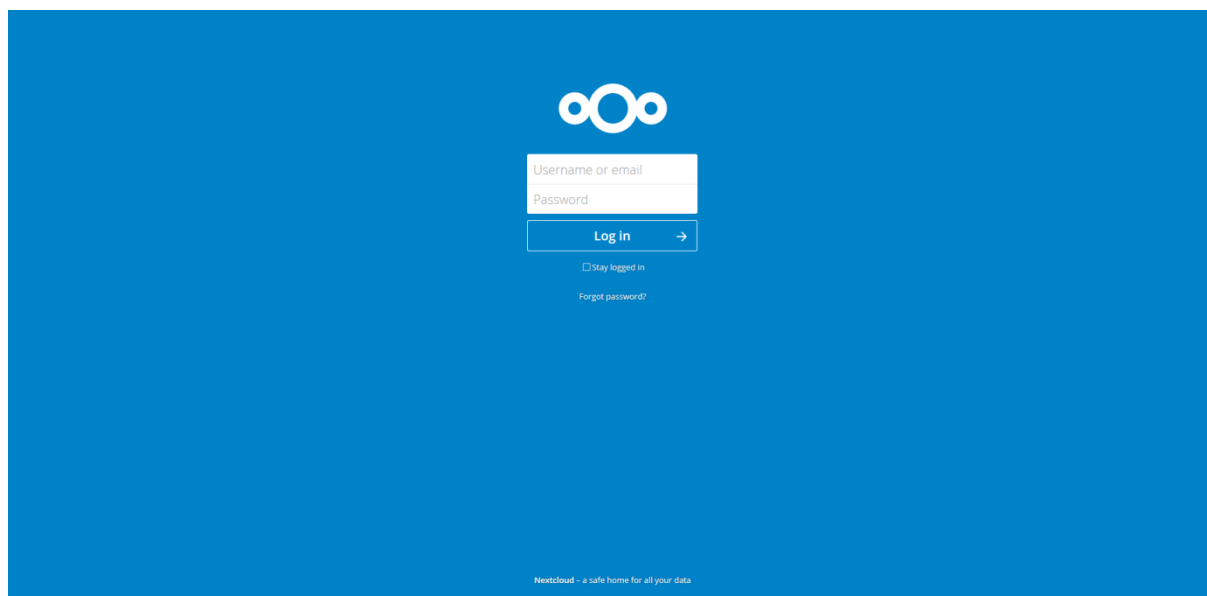 Username or email
Password
Log in
Stay logged in
Forgot password?
Nextcloud – a safe home for all your data